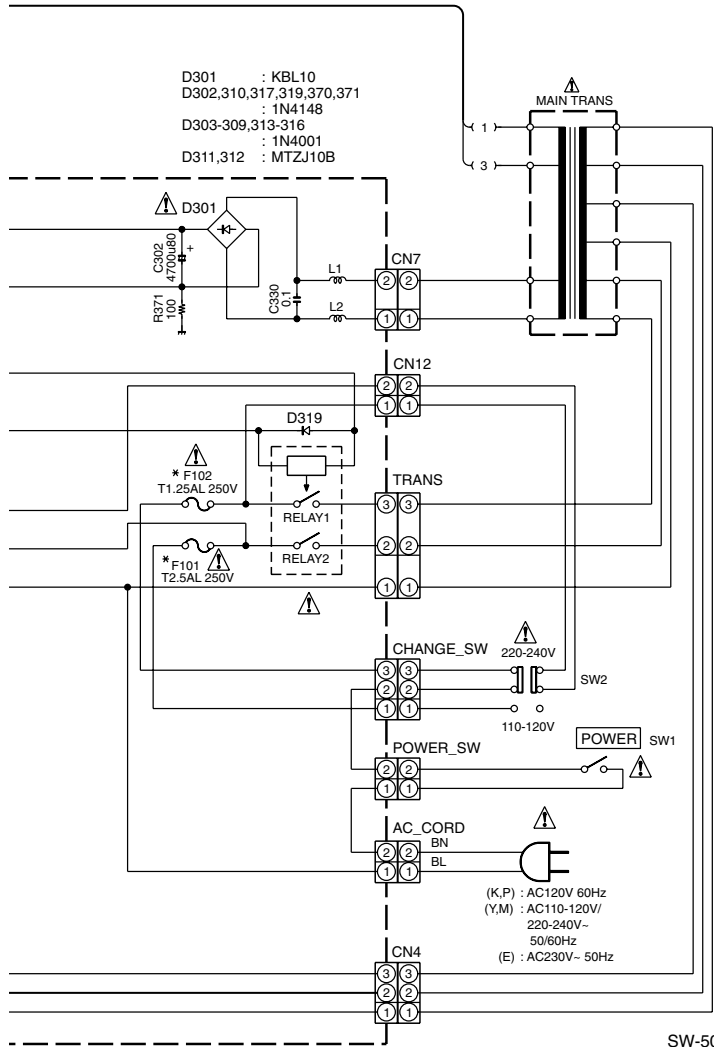 D301 : KBL10
D302,310,317,319,370,371
: 1N4148
D303-309,313-316
: 1N4001
D311,312 : MTZJ10B
MAIN TRANS
1
3
D301
C302
4700u80
+
R371
100
C330
0.1
L1
L2
CN7
2 2
1 1
CN12
2 2
1 1
D319
* F102
T1.25AL 250V
RELAY1
TRANS
3 3
2 2
1 1
* F101
T2.5AL 250V
RELAY2
CHANGE_SW
3 3
2 2
1 1
220-240V
SW2
110-120V
POWER_SW
2 2
1 1
POWER SW1
AC_CORD
2 2
1 1
BN
BL
(K,P) : AC120V 60Hz
(Y,M) : AC110-120V/
220-240V~
50/60Hz
(E) : AC230V~ 50Hz
CN4
3 3
2 2
1 1
SW-50